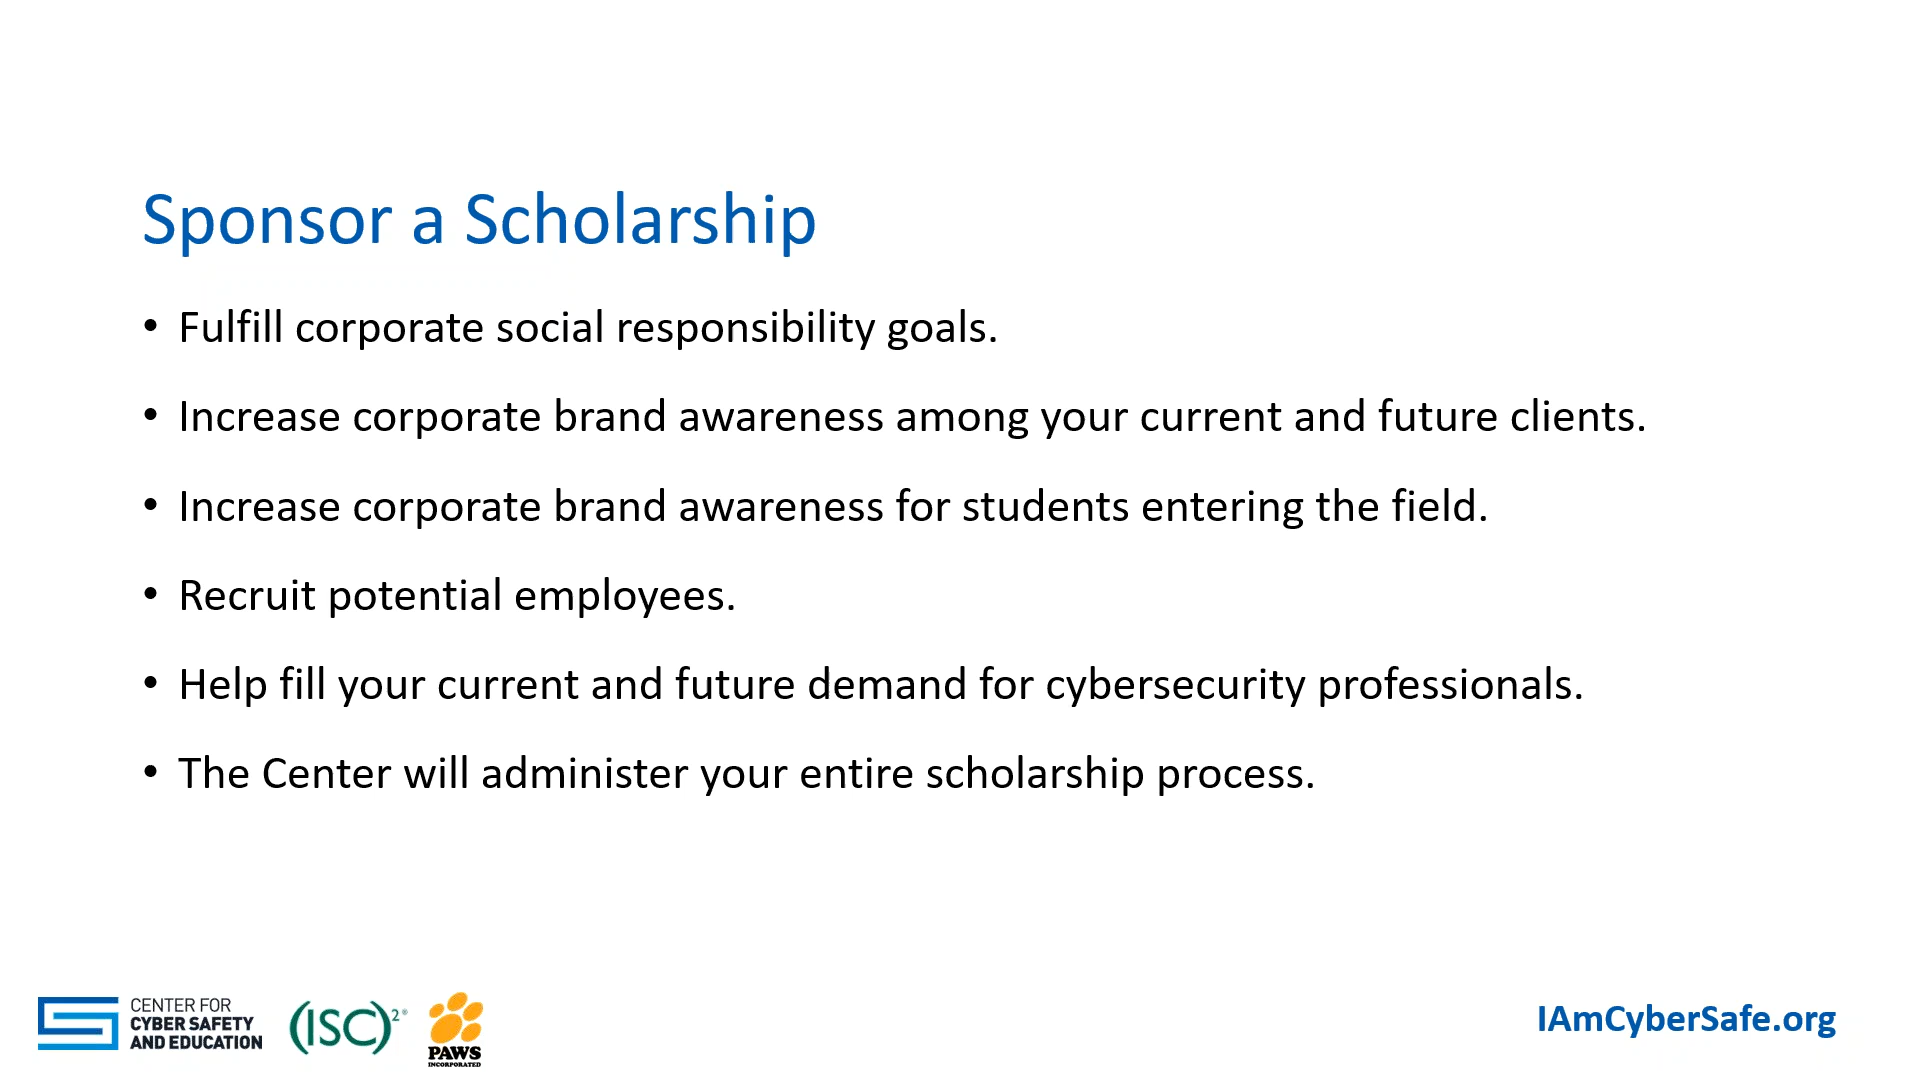 Sponsor a Scholarship
• Fulfill corporate social responsibility goals.
• Increase corporate brand awareness among your current and future clients.
• Increase corporate brand awareness for students entering the field.
• Recruit potential employees.
• Help fill your current and future demand for cybersecurity professionals.
• The Center will administer your entire scholarship process.
CENTER FOR
CYBER SAFETY
AND EDUCATION
(ISC)²®
PAWS
INCORPORATED
IAmCyberSafe.org